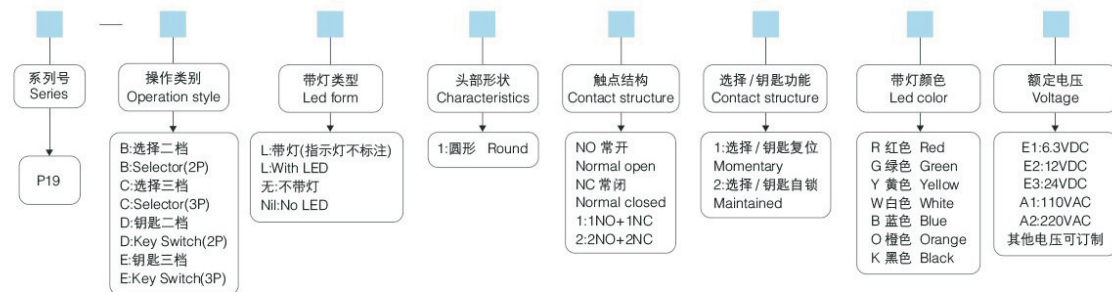 系列号
Series
P19
操作类别
Operation style
B:选择二档
B:Selector(2P)
C:选择三档
C:Selector(3P)
D:钥匙二档
D:Key Switch(2P)
E:钥匙三档
E:Key Switch(3P)
带灯类型
Led form
L:带灯(指示灯不标注)
L:With LED
无:不带灯
Nil:No LED
头部形状
Characteristics
1:圆形 Round
触点结构
Contact structure
NO 常开
Normal open
NC 常闭
Normal closed
1:1NO+1NC
2:2NO+2NC
选择/钥匙功能
Contact structure
1:选择/钥匙复位
Momentary
2:选择/钥匙自锁
Maintained
带灯颜色
Led color
R 红色 Red
G 绿色 Green
Y 黄色 Yellow
W白色 White
B 蓝色 Blue
O 橙色 Orange
K 黑色 Black
额定电压
Voltage
E1:6.3VDC
E2:12VDC
E3:24VDC
A1:110VAC
A2:220VAC
其他电压可订制